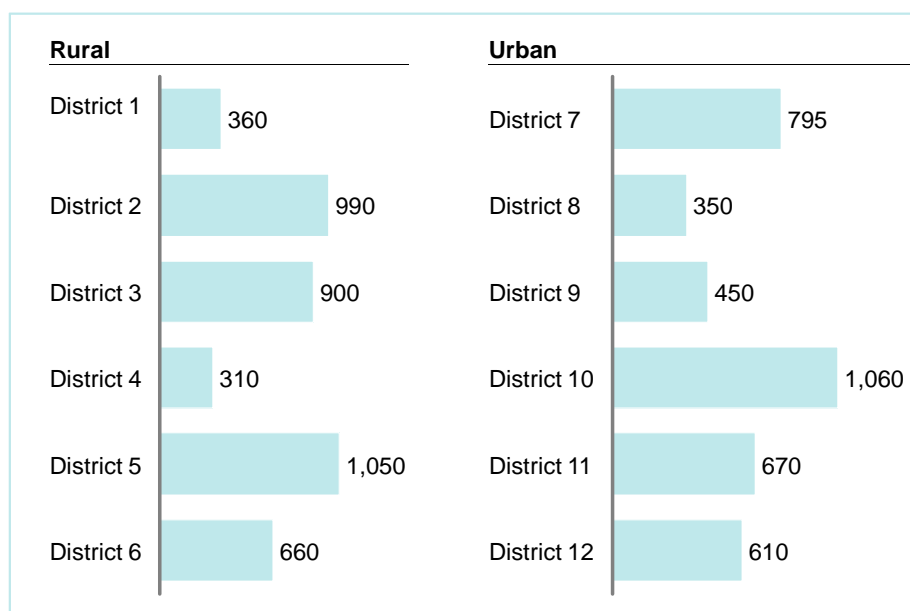 Rural
District 1 360
District 2 990
District 3 900
District 4 310
District 5 1,050
District 6 660
Urban
District 7 795
District 8 350
District 9 450
District 10 1,060
District 11 670
District 12 610